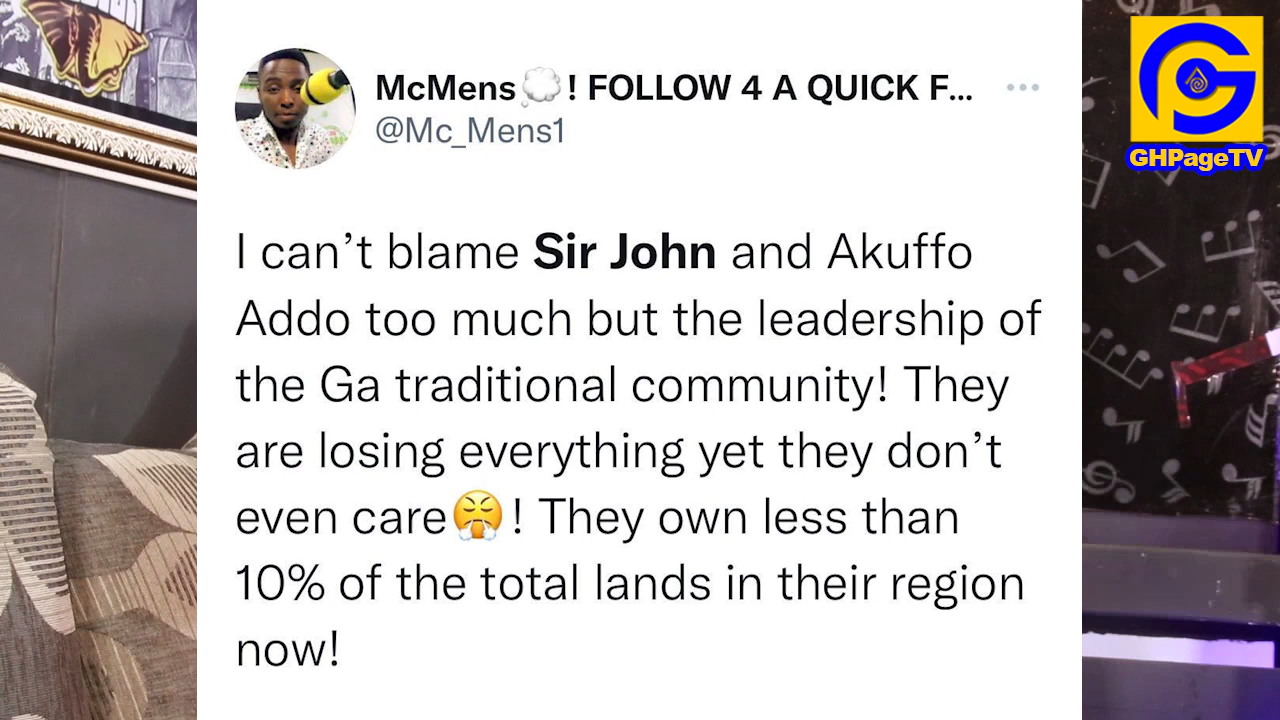 McMens💭! FOLLOW 4 A QUICK F...
@Mc_Mens1
GHPageTV
I can’t blame Sir John and Akuffo
Addo too much but the leadership of
the Ga traditional community! They
are losing everything yet they don’t
even care😤! They own less than
10% of the total lands in their region
now!